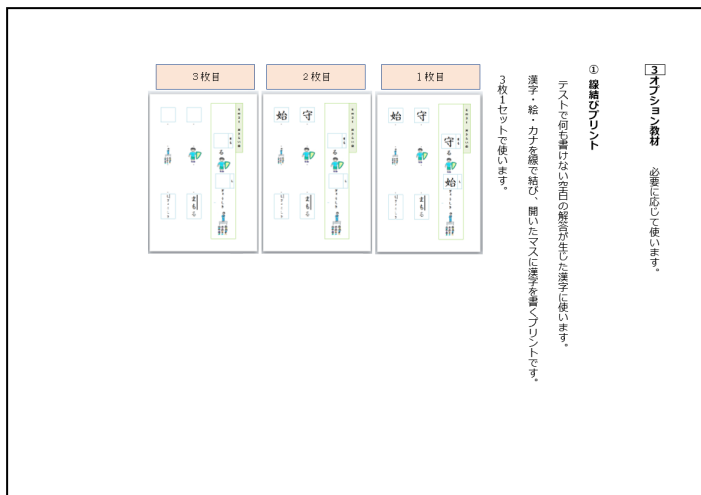 3 オプション教材　必要に応じて使います。
① 線結びプリント
テストで何も書けない空白の解答が生じた漢字に使います。
漢字・絵・カナを線で結び、開いたマスに漢字を書くプリントです。
3枚1セットで使います。
1枚目
守
始
守
る
始
まもる
2枚目
守
始
る
まもる
3枚目
る
まもる